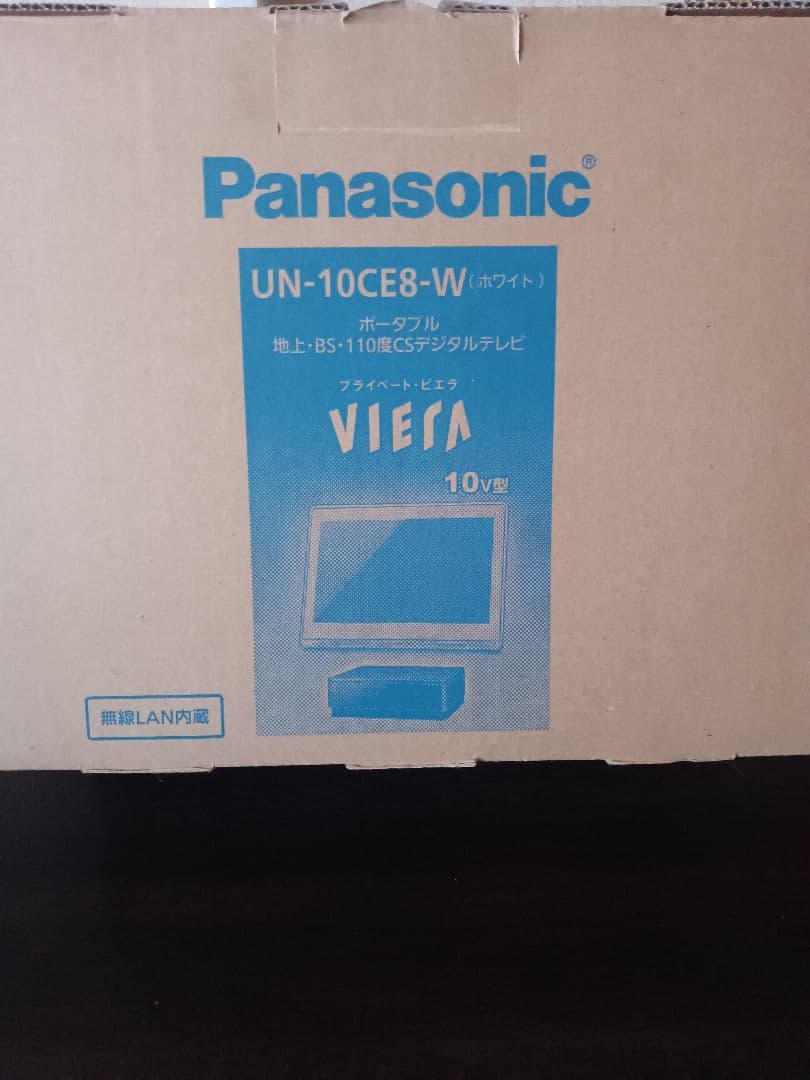 Panasonic®
UN-10CE8-W（ホワイト）
ポータブル
地上・BS・110度CSデジタルテレビ
プライベート・ビエラ
VIERA
10V型
無線LAN内蔵